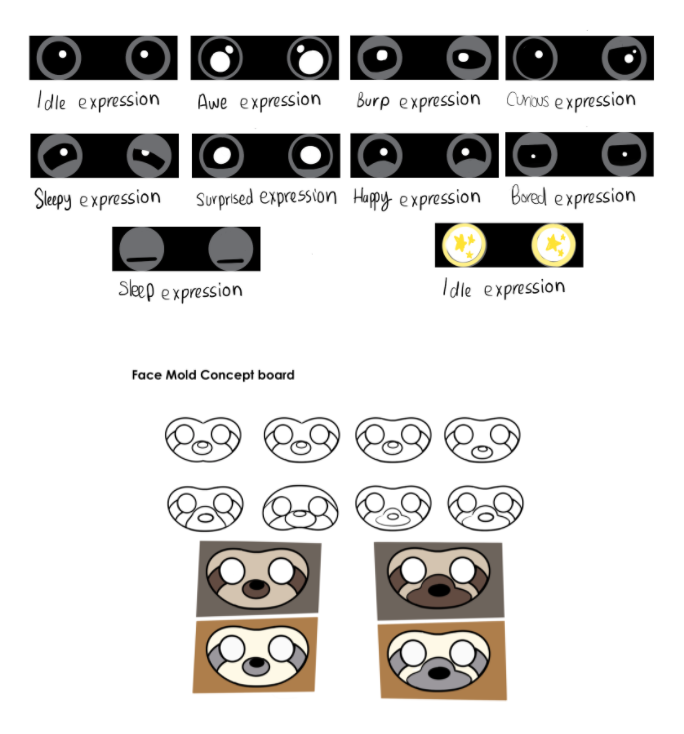 Idle expression
Awe expression
Burp expression
Curious expression
Sleepy expression
Surprised expression
Happy expression
Bored expression
Sleep expression
Idle expression
Face Mold Concept board